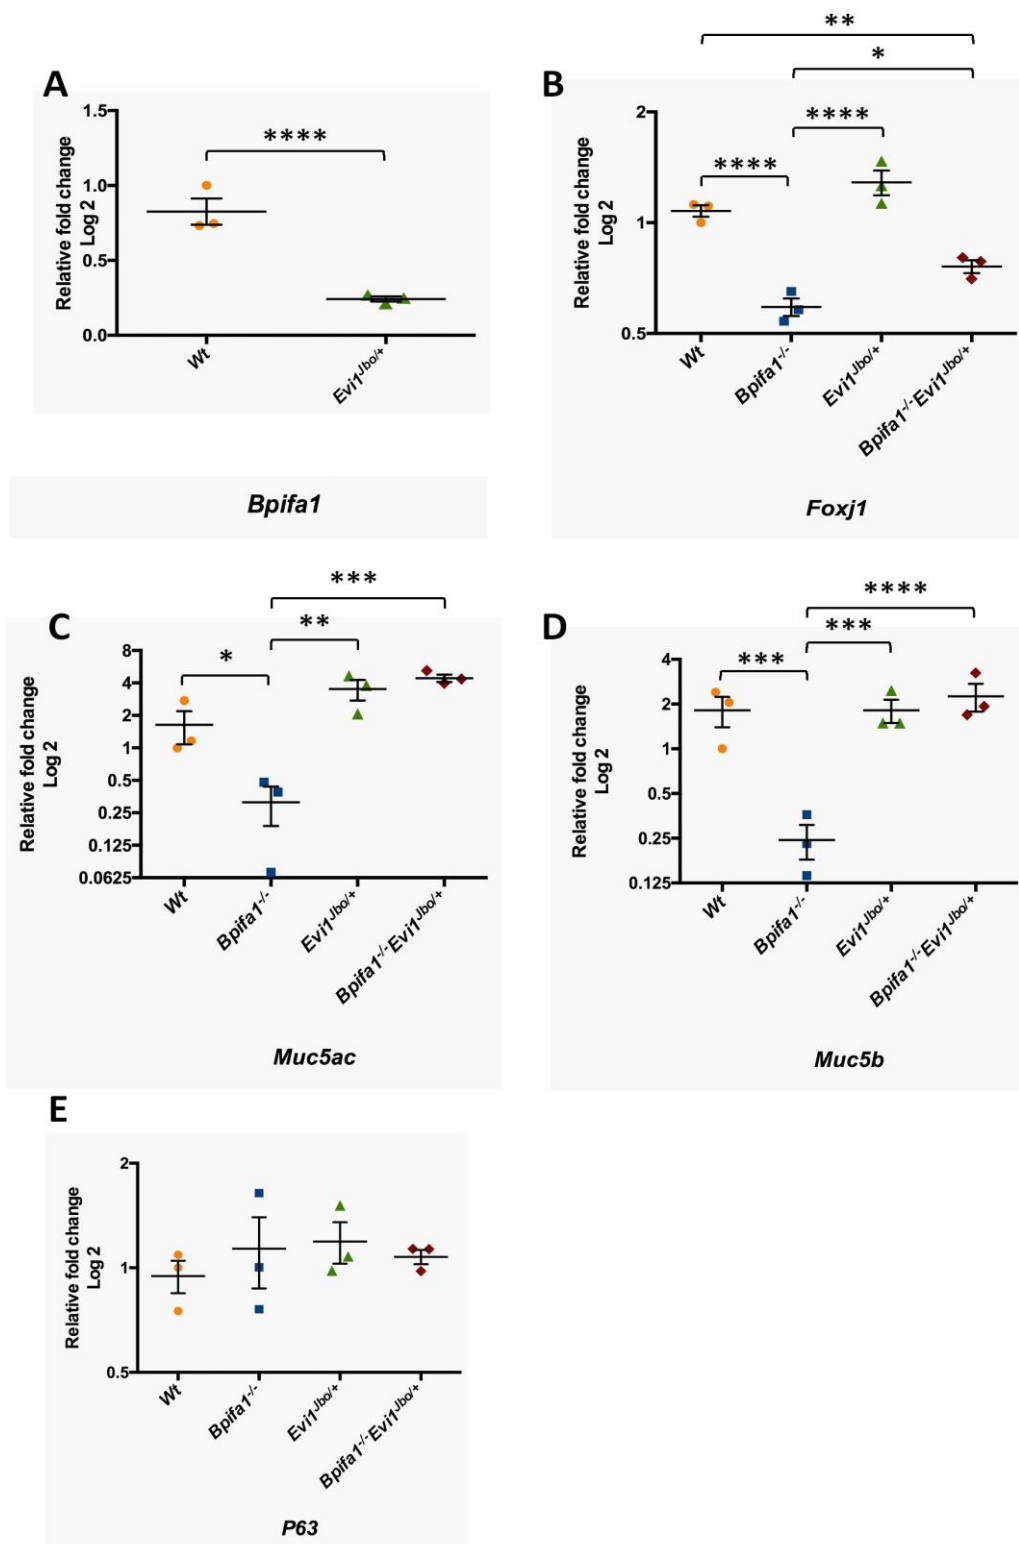 A
Relative fold change
Log 2
1.5
1.0
0.5
0.0
****
Wt
Evi1Jbo/+
Bpifa1
B
Relative fold change
Log 2
2
1
0.5
**
*
****
****
Wt
Bpifa1-/-
Evi1Jbo/+
Bpifa1-/-Evi1Jbo/+
Foxj1
C
Relative fold change
Log 2
8
4
2
1
0.5
0.25
0.125
0.0625
***
**
*
Wt
Bpifa1-/-
Evi1Jbo/+
Bpifa1-/-Evi1Jbo/+
Muc5ac
D
Relative fold change
Log 2
4
2
1
0.5
0.25
0.125
****
***
***
Wt
Bpifa1-/-
Evi1Jbo/+
Bpifa1-/-Evi1Jbo/+
Muc5b
E
Relative fold change
Log 2
2
1
0.5
Wt
Bpifa1-/-
Evi1Jbo/+
Bpifa1-/-Evi1Jbo/+
P63